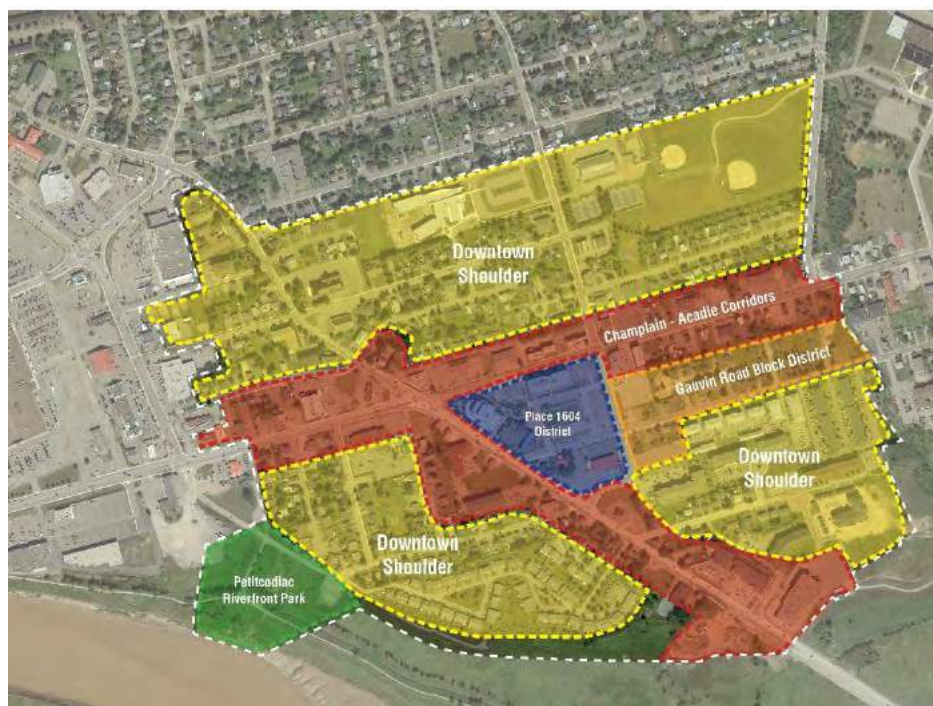 Downtown
Shoulder
Champlain - Acadie Corridors
Gauvin Road Block District
Place 1604
District
Downtown
Shoulder
Downtown
Shoulder
Petitcodiac
Riverfront Park